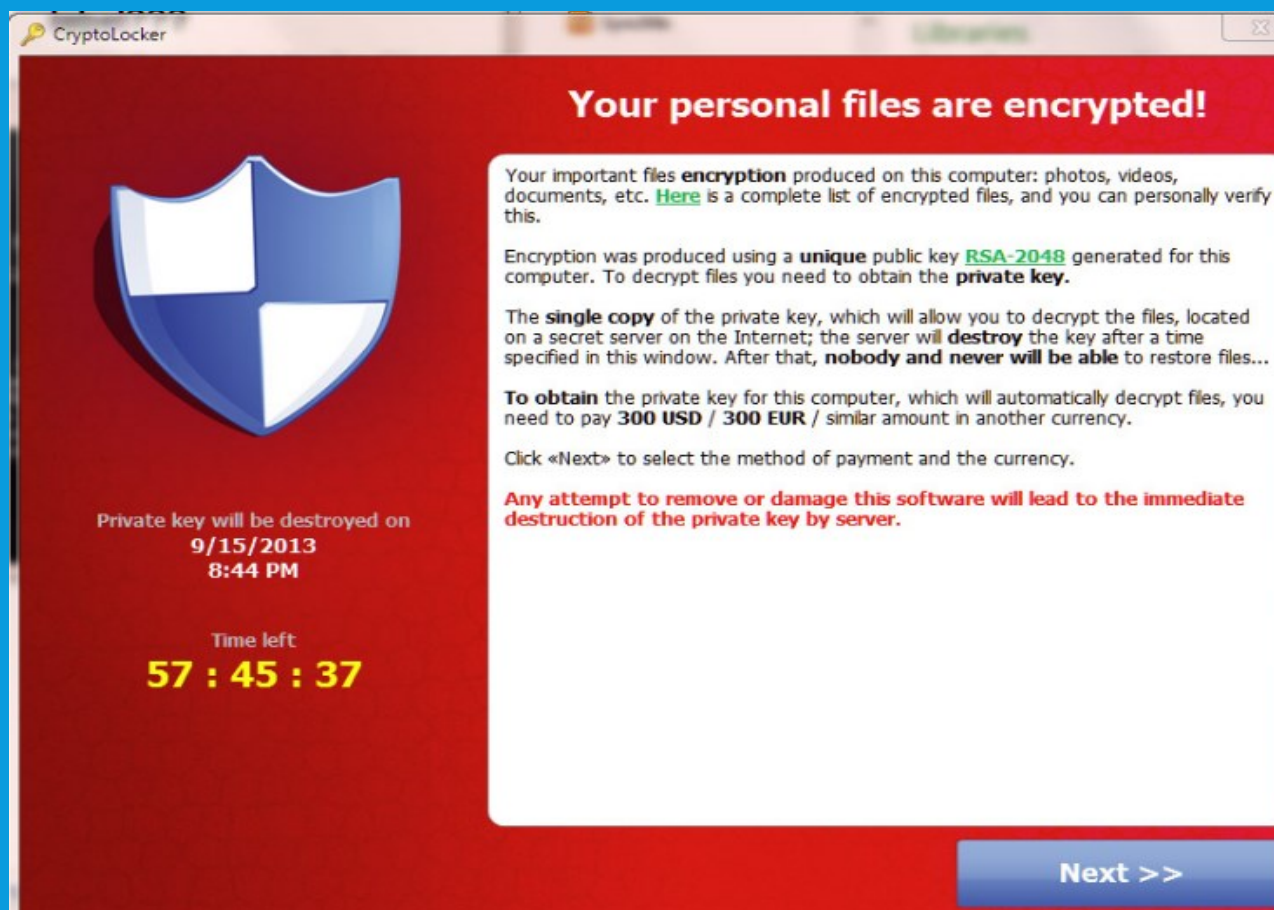 CryptoLocker
Libraries
Your personal files are encrypted!
Your important files encryption produced on this computer: photos, videos,
documents, etc. Here is a complete list of encrypted files, and you can personally verify
this.
Encryption was produced using a unique public key RSA-2048 generated for this
computer. To decrypt files you need to obtain the private key.
The single copy of the private key, which will allow you to decrypt the files, located
on a secret server on the Internet; the server will destroy the key after a time
specified in this window. After that, nobody and never will be able to restore files...
To obtain the private key for this computer, which will automatically decrypt files, you
need to pay 300 USD / 300 EUR / similar amount in another currency.
Click «Next» to select the method of payment and the currency.
Any attempt to remove or damage this software will lead to the immediate
destruction of the private key by server.
Private key will be destroyed on
9/15/2013
8:44 PM
Time left
57 : 45 : 37
Next >>